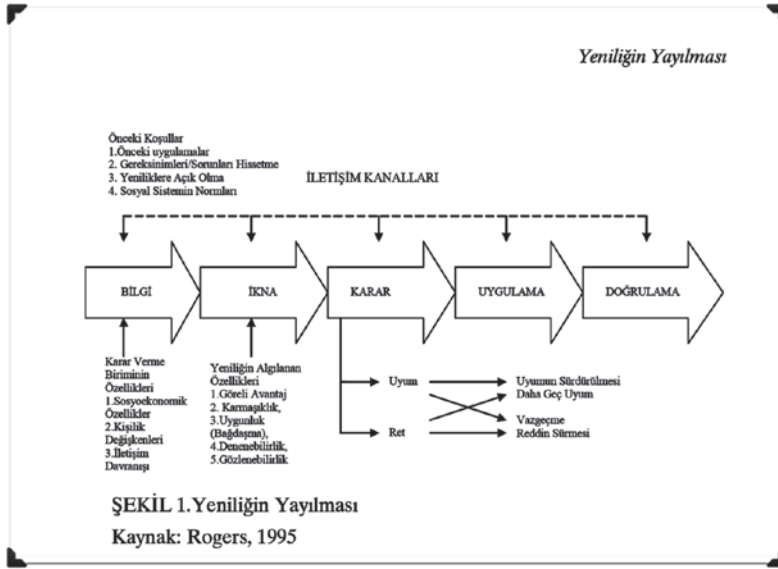 Yeniliğin Yayılması
Önceki Koşullar
1.Önceki uygulamalar
2. Gereksinimleri/Sorunları Hissetme
3. Yeniliklere Açık Olma
4. Sosyal Sistemin Normları
İLETİŞİM KANALLARI
BİLGİ
İKNA
KARAR
UYGULAMA
DOĞRULAMA
Karar Verme
Biriminin
Özellikleri
1.Sosyoekonomik
Özellikler
2.Kişilik
Değişkenleri
3.İletişim
Davranışı
Yeniliğin Algılanan
Özellikleri
1.Göreli Avantaj
2. Karmaşıklık,
3.Uygunluk
(Bağdaşma),
4.Denenebilirlik,
5.Gözlenebilirlik
Uyum
Ret
Uyumun Sürdürülmesi
Daha Geç Uyum
Vazgeçme
Reddin Sürmesi
ŞEKİL 1.Yeniliğin Yayılması
Kaynak: Rogers, 1995